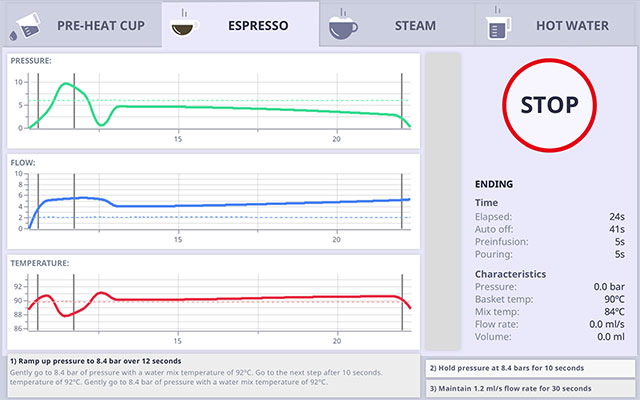 PRE-HEAT CUP
ESPRESSO
STEAM
HOT WATER
PRESSURE:
10
5
0
15
20
FLOW:
10
8
6
4
2
0
15
20
TEMPERATURE:
92
90
88
86
15
20
STOP
ENDING
Time
Elapsed: 24s
Auto off: 41s
Preinfusion: 5s
Pouring: 5s
Characteristics
Pressure: 0.0 bar
Basket temp: 90ºC
Mix temp: 84ºC
Flow rate: 0.0 ml/s
Volume: 0.0 ml
1) Ramp up pressure to 8.4 bar over 12 seconds
Gently go to 8.4 bar of pressure with a water mix temperature of 92ºC. Go to the next step after 10 seconds.
temperature of 92ºC. Gently go to 8.4 bar of pressure with a water mix temperature of 92ºC.
2) Hold pressure at 8.4 bars for 10 seconds
3) Maintain 1.2 ml/s flow rate for 30 seconds